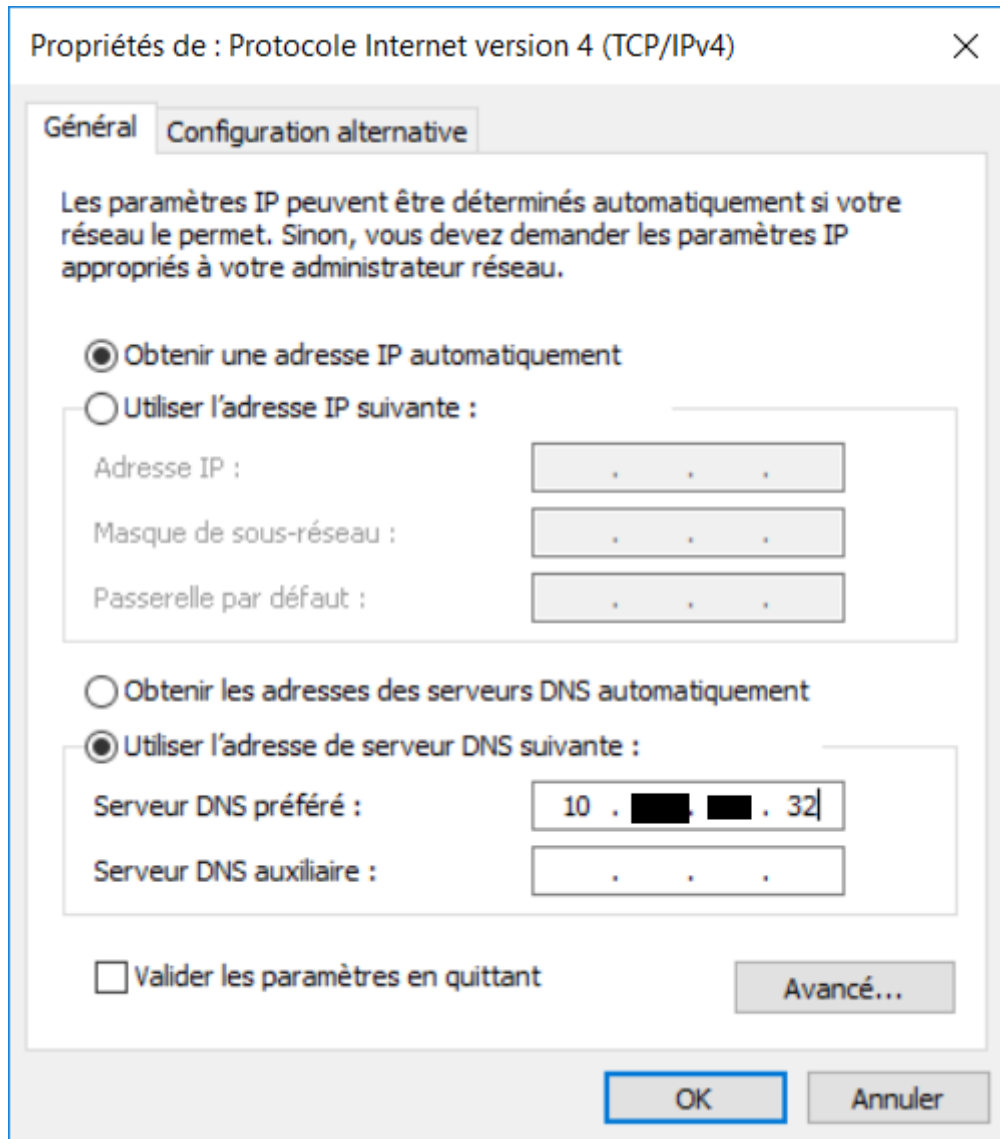 Propriétés de : Protocole Internet version 4 (TCP/IPv4)
Général
Configuration alternative
Les paramètres IP peuvent être déterminés automatiquement si votre
réseau le permet. Sinon, vous devez demander les paramètres IP
appropriés à votre administrateur réseau.
Obtenir une adresse IP automatiquement
Utiliser l'adresse IP suivante :
Adresse IP : . . .
Masque de sous-réseau : . . .
Passerelle par défaut : . . .
Obtenir les adresses des serveurs DNS automatiquement
Utiliser l'adresse de serveur DNS suivante :
Serveur DNS préféré : 10 . . . 32
Serveur DNS auxiliaire : . . .
Valider les paramètres en quittant
Avancé...
OK Annuler